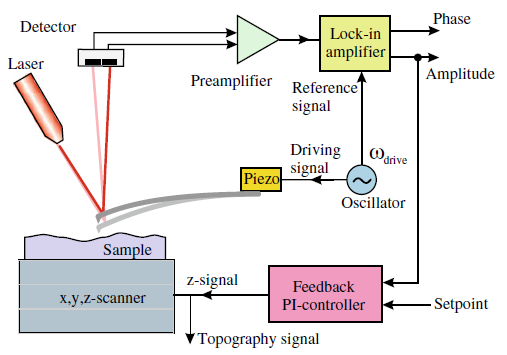 Detector
Phase
Lock-in
amplifier
Laser
Amplitude
Preamplifier
Reference
signal
Driving
signal
ωdrive
Piezo
Oscillator
Sample
z-signal
Feedback
PI-controller
x,y,z-scanner
Setpoint
Topography signal